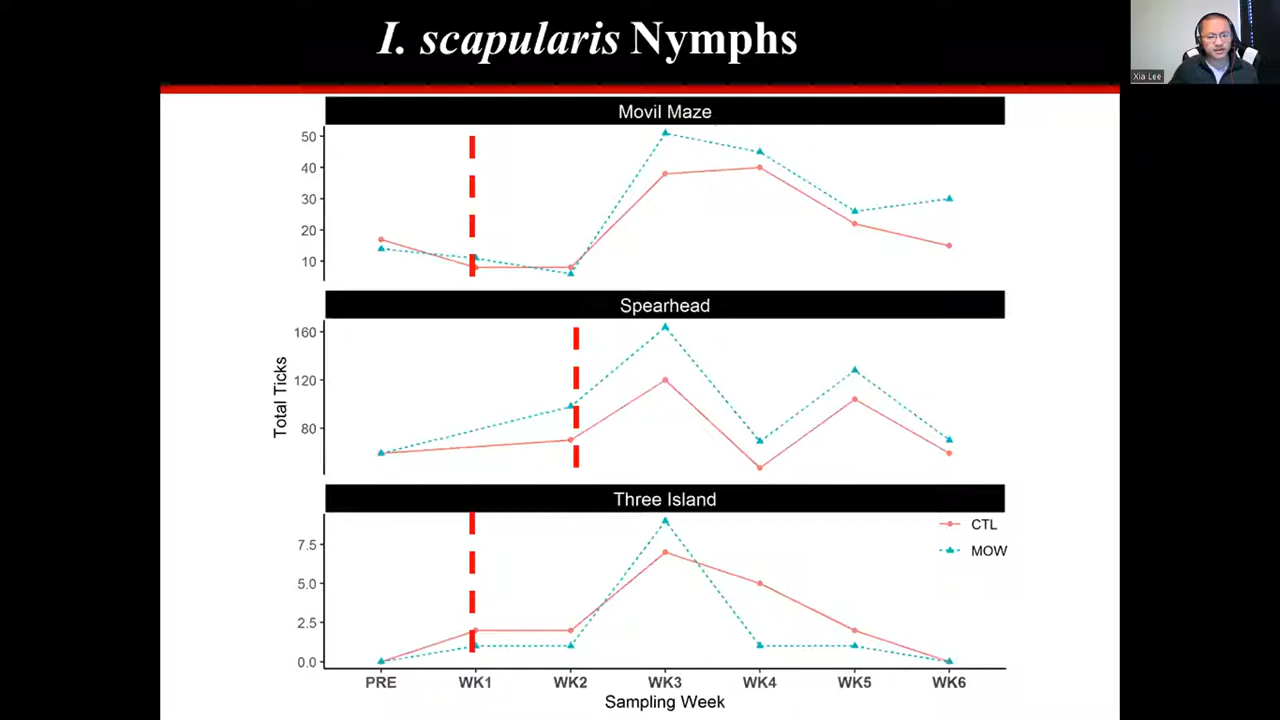 I. scapularis Nymphs
Xia Lee
Movil Maze
50
40
30
20
10
Spearhead
160
120
80
Total Ticks
Three Island
7.5
5.0
2.5
0.0
CTL
MOW
PRE WK1 WK2 WK3 WK4 WK5 WK6
Sampling Week